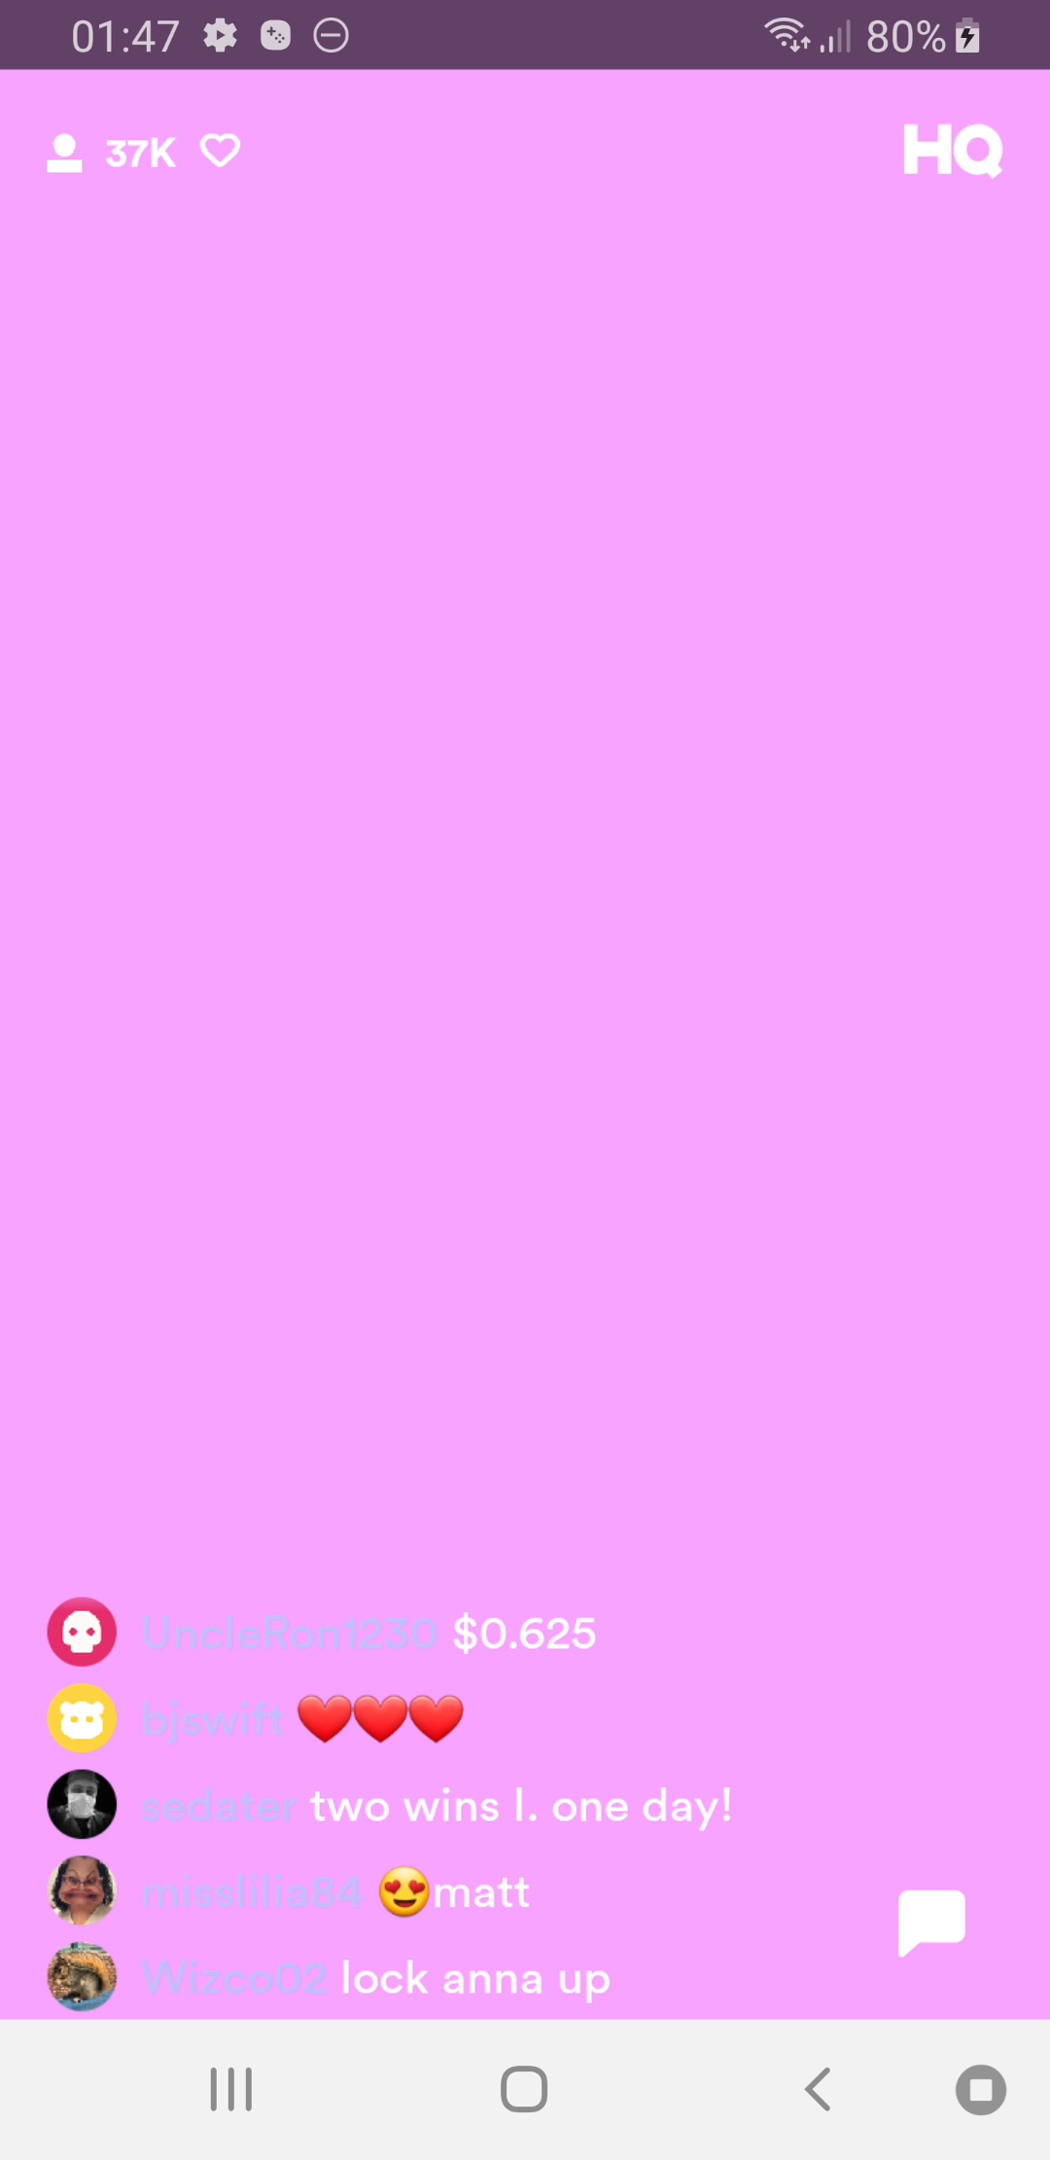 01:47 80%
37K HQ
UncleRon1230 $0.625
bjswift ❤️❤️❤️
sedater two wins I. one day!
misslilia84 😍matt
Wizco02 lock anna up